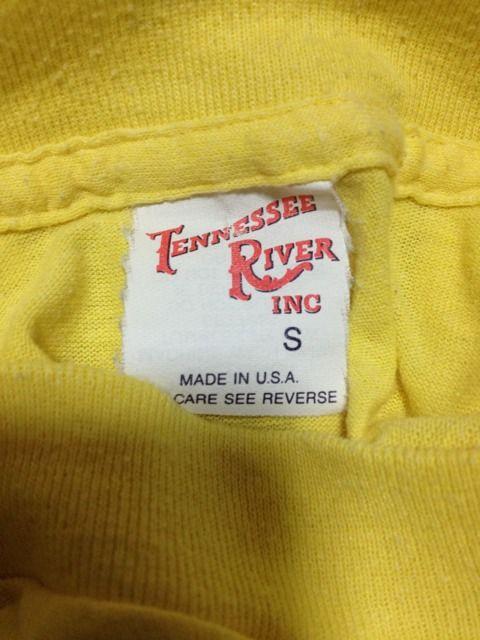 TENNESSEE
RIVER
INC
S
MADE IN U.S.A.
CARE SEE REVERSE